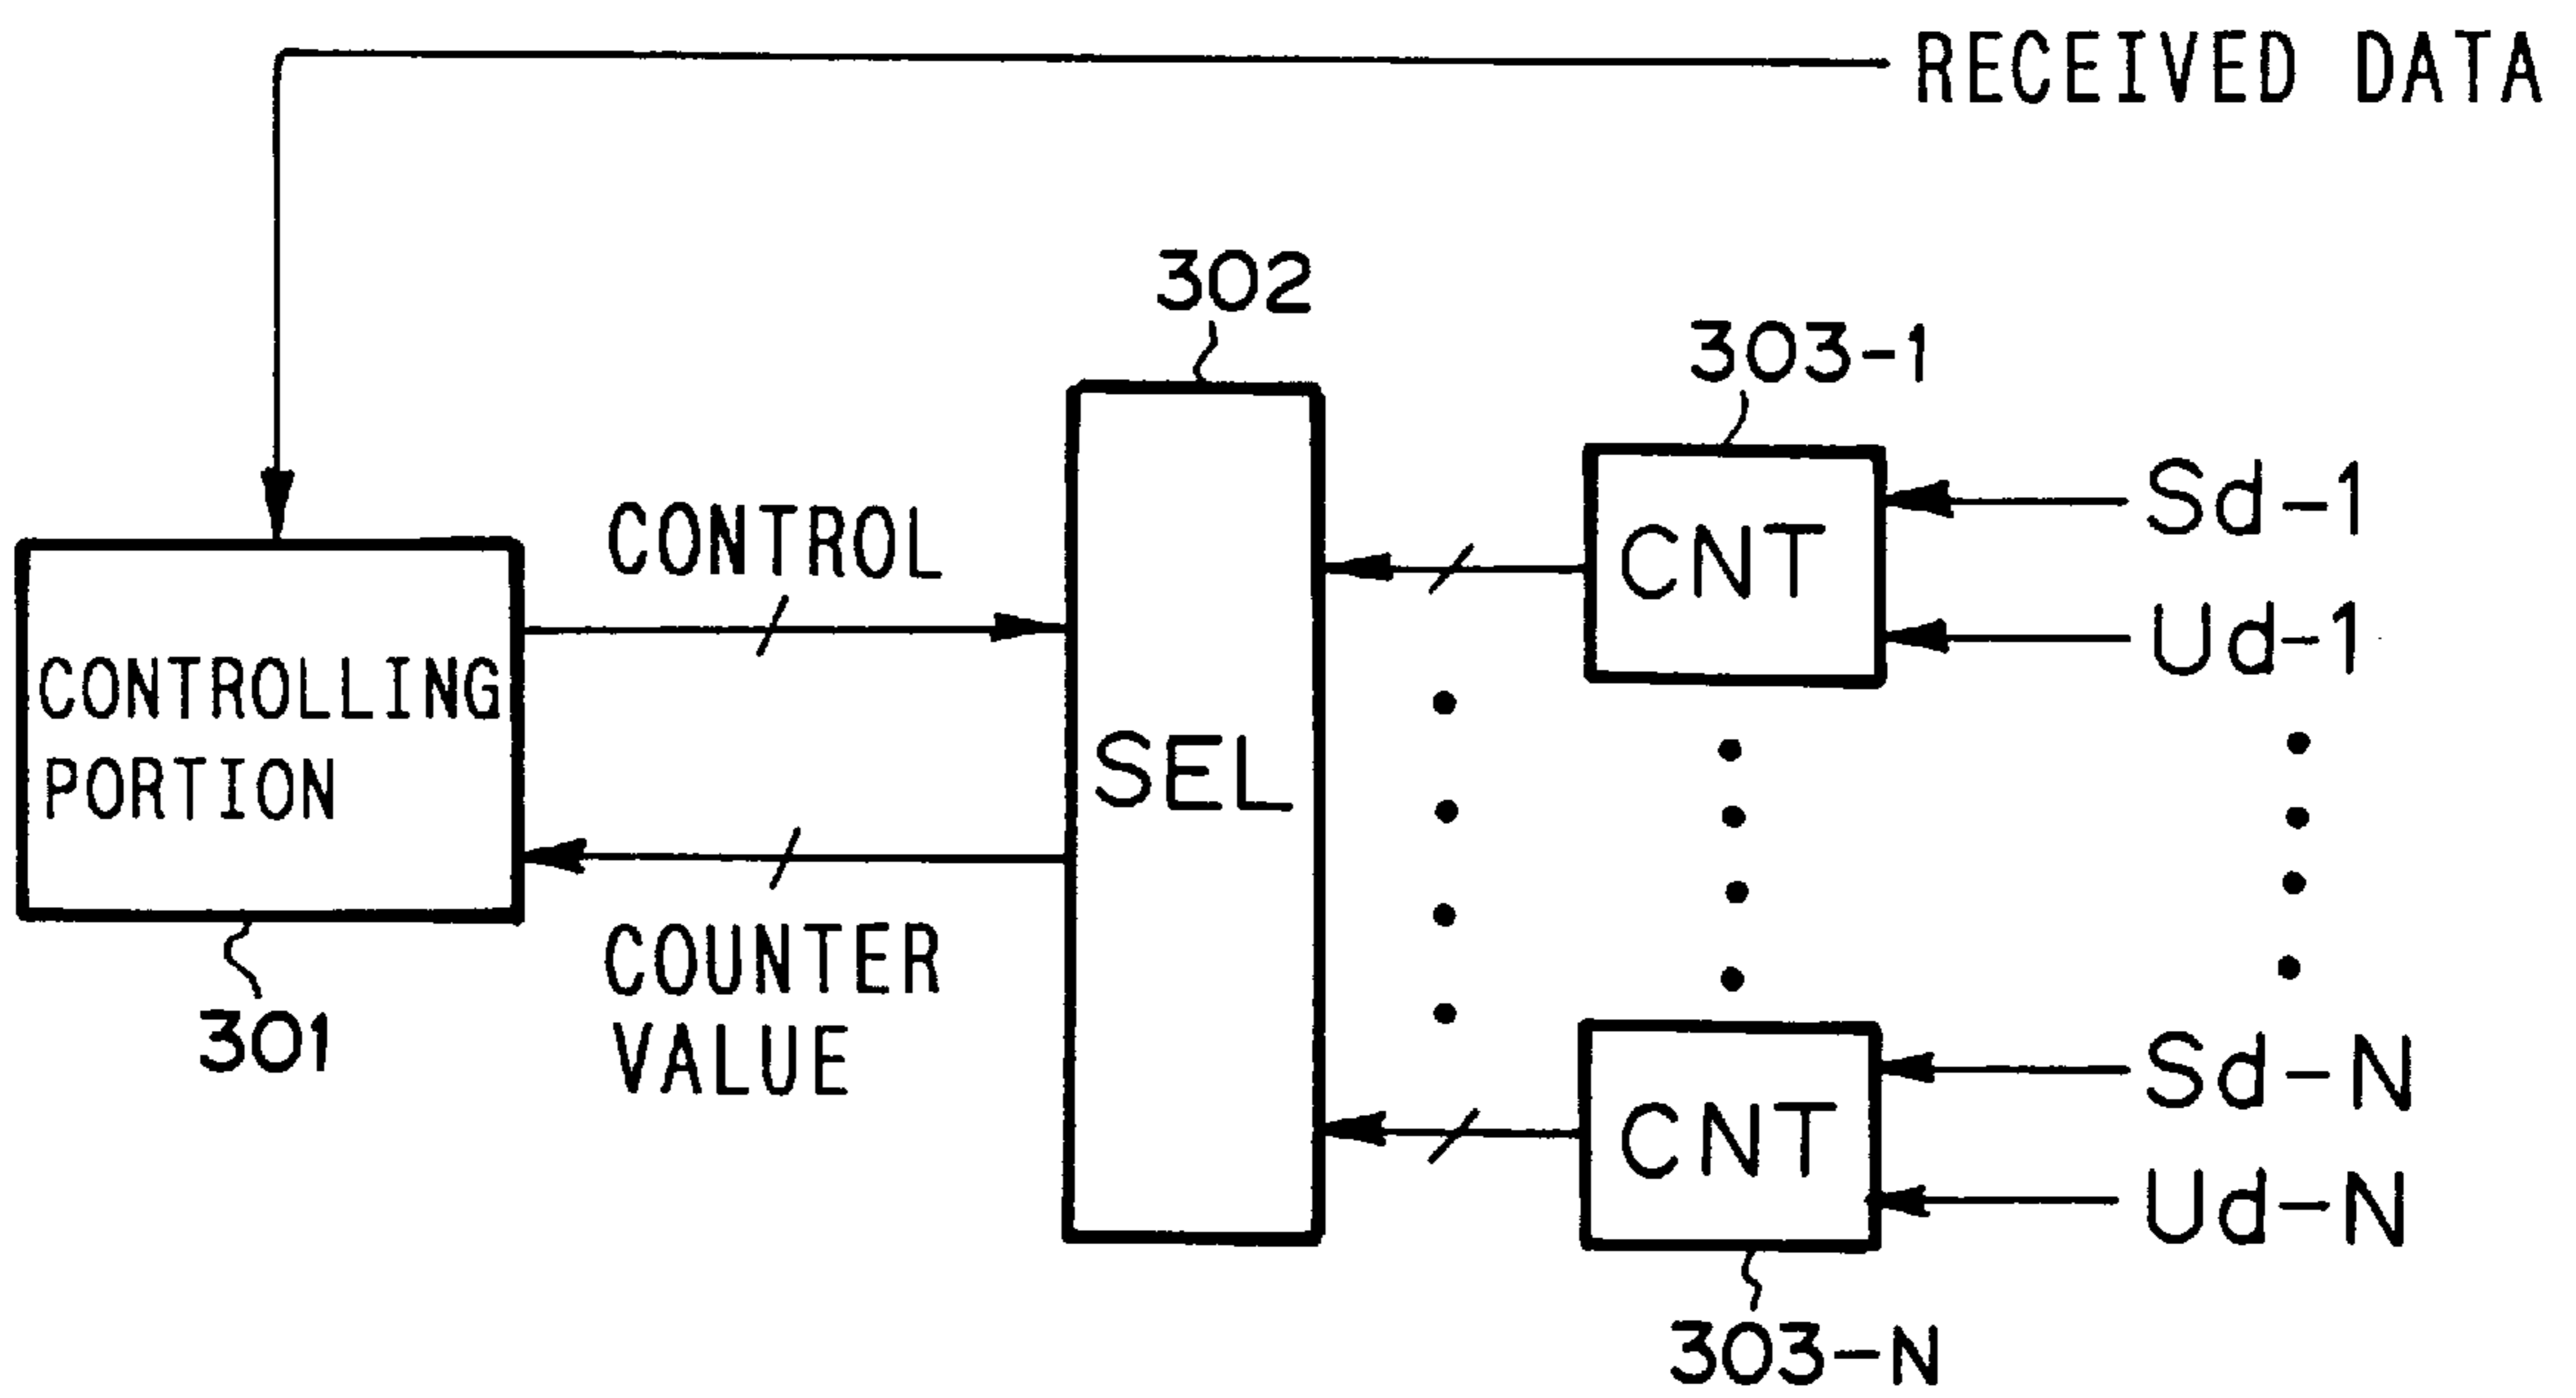 RECEIVED DATA
302
303-1
CONTROL
CNT
Sd-1
Ud-1
CONTROLLING
PORTION
SEL
COUNTER
VALUE
301
CNT
Sd-N
Ud-N
303-N